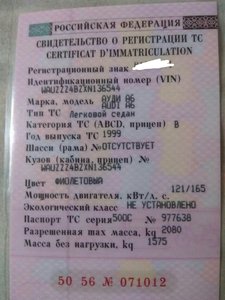 РОССИЙСКАЯ ФЕДЕРАЦИЯ
СВИДЕТЕЛЬСТВО О РЕГИСТРАЦИИ ТС
CERTIFICAT D'IMMATRICULATION
Регистрационный знак
Идентификационный номер (VIN)
WAUZZZ4BZXN136544
Марка, модель АУДИ А6
AUDI A6
Тип ТС Легковой седан
Категория ТС (ABCD, прицеп) B
Год выпуска ТС 1999
Шасси (рама) №ОТСУТСТВУЕТ
Кузов (кабина, прицеп) №
WAUZZZ4BZXN136544
Цвет ФИОЛЕТОВЫЙ
Мощность двигателя, кВт/л. с. 121/165
Экологический класс НЕ УСТАНОВЛЕНО
Паспорт ТС серия 50ОС № 977638
Разрешенная max масса, kg 2080
Масса без нагрузки, kg 1575
50 56 № 071012